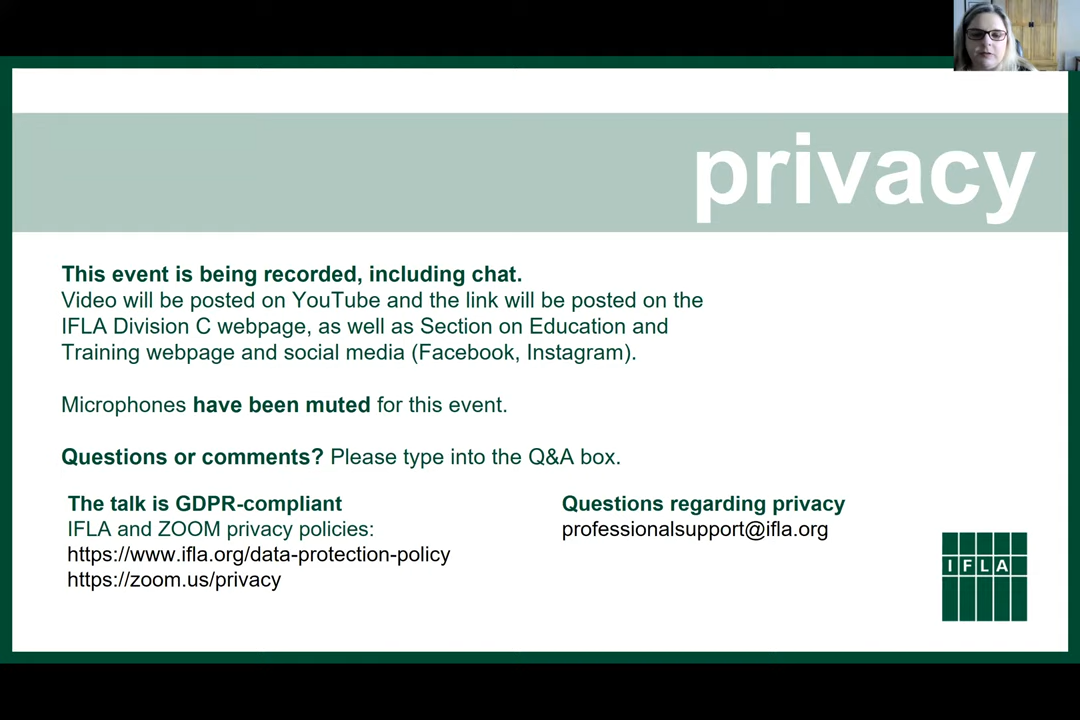 privacy
This event is being recorded, including chat.
Video will be posted on YouTube and the link will be posted on the
IFLA Division C webpage, as well as Section on Education and
Training webpage and social media (Facebook, Instagram).
Microphones have been muted for this event.
Questions or comments? Please type into the Q&A box.
The talk is GDPR-compliant
IFLA and ZOOM privacy policies:
https://www.ifla.org/data-protection-policy
https://zoom.us/privacy
Questions regarding privacy
professionalsupport@ifla.org
IFLA